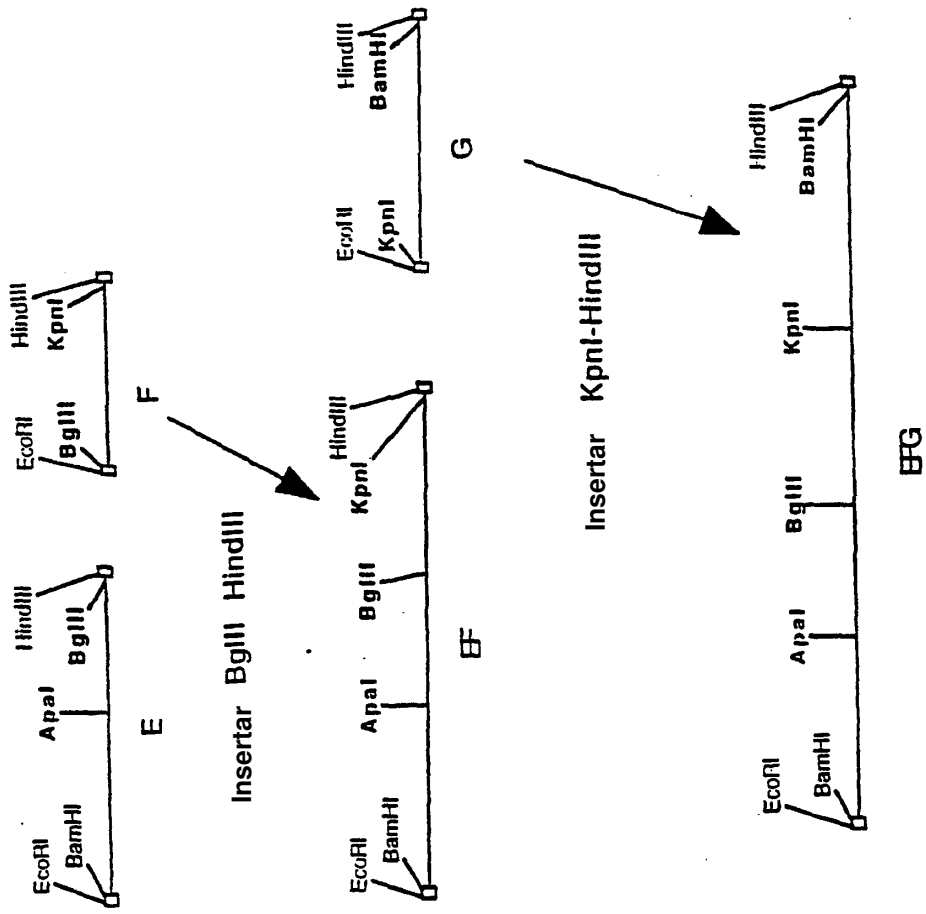 EcoRI
BamHI
ApaI
HindIII
BglII
E
EcoRI
BglII
HindIII
KpnI
F
Insertar BglII HindIII
EcoRI
BamHI
ApaI
BglII
KpnI
HindIII
EF
EcoRI
KpnI
HindIII
BamHI
G
Insertar KpnI-HindIII
EcoRI
BamHI
ApaI
BglII
KpnI
HindIII
BamHI
EFG